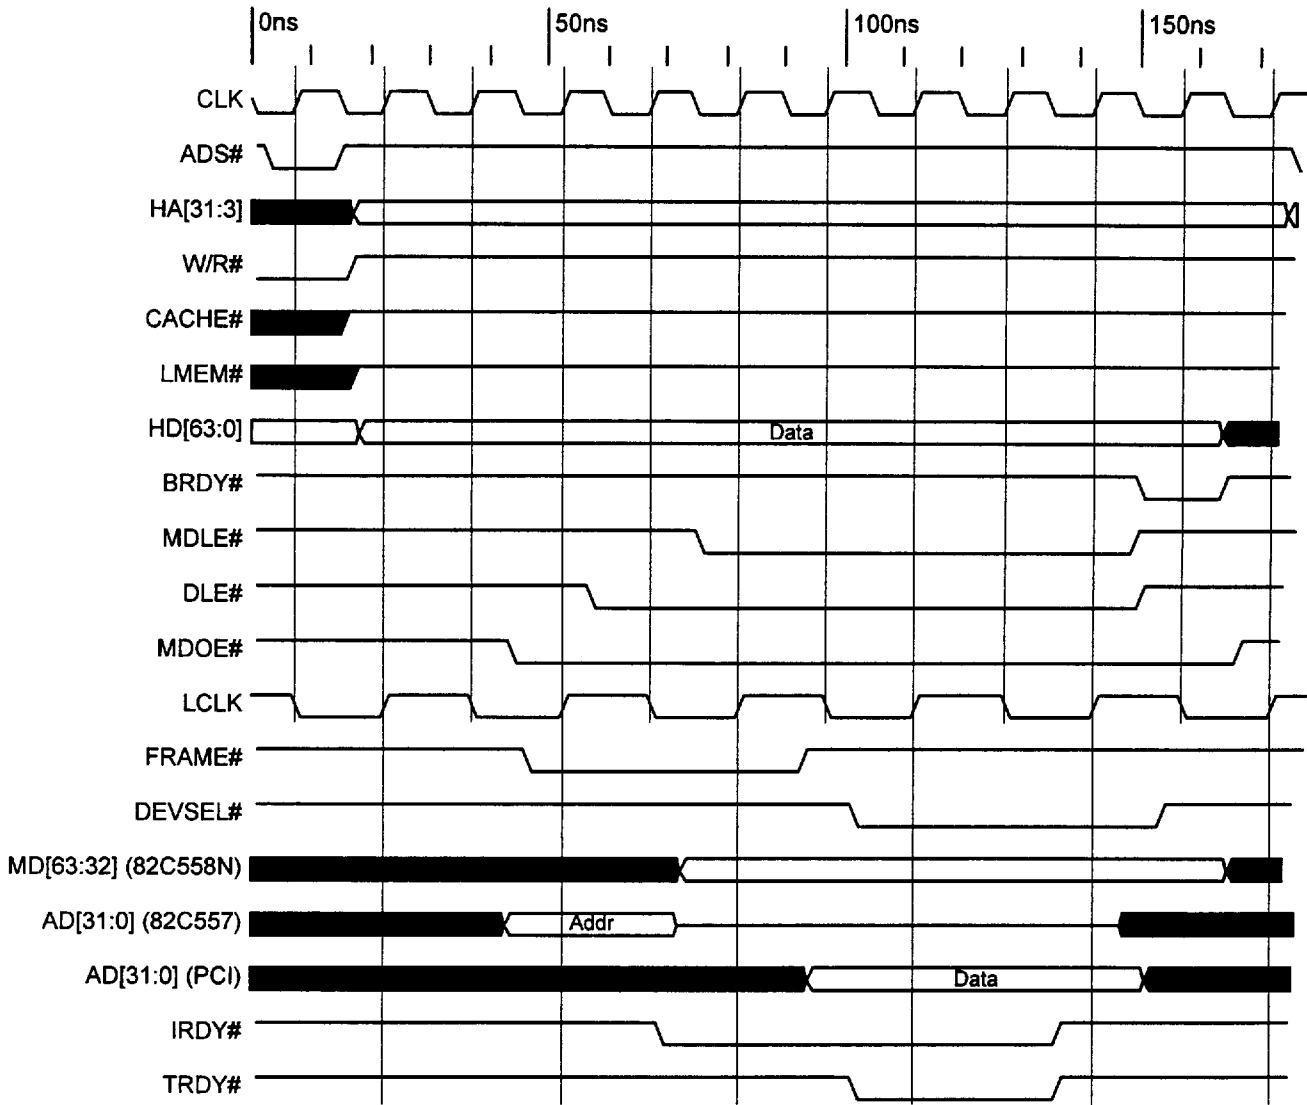 0ns 50ns 100ns 150ns
CLK
ADS#
HA[31:3]
W/R#
CACHE#
LMEM#
HD[63:0] Data
BRDY#
MDLE#
DLE#
MDOE#
LCLK
FRAME#
DEVSEL#
MD[63:32] (82C558N)
AD[31:0] (82C557) Addr
AD[31:0] (PCI) Data
IRDY#
TRDY#